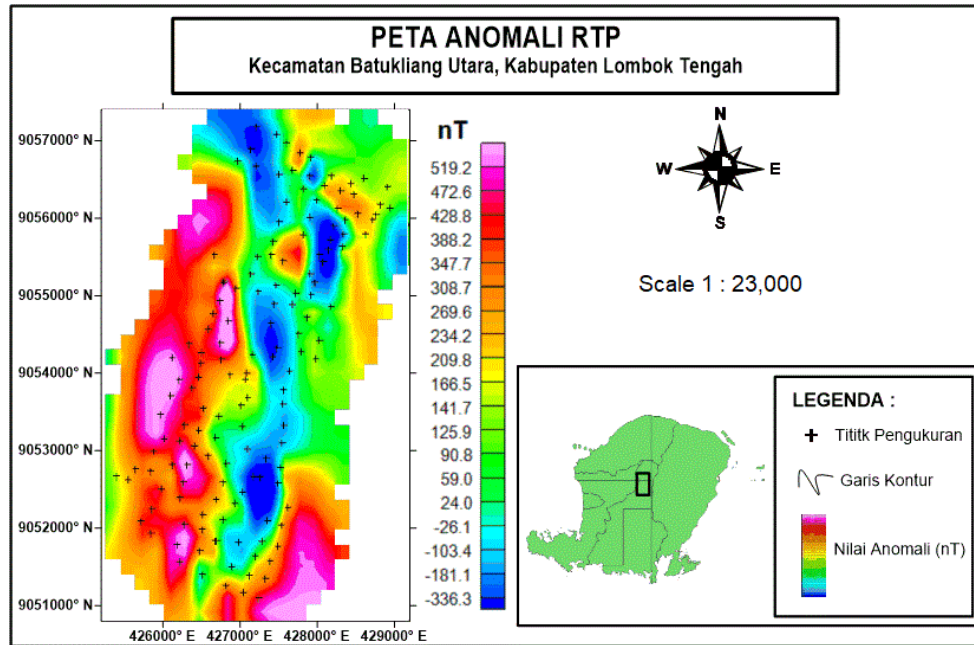 PETA ANOMALI RTP
Kecamatan Batukliang Utara, Kabupaten Lombok Tengah
9057000° N
9056000° N
9055000° N
9054000° N
9053000° N
9052000° N
9051000° N
426000° E
427000° E
428000° E
429000° E
nT
519.2
472.6
428.8
388.2
347.7
308.7
269.6
234.2
209.8
166.5
141.7
125.9
90.8
59.0
24.0
-26.1
-103.4
-181.1
-336.3
N
W
E
S
Scale 1 : 23,000
LEGENDA :
Tititk Pengukuran
Garis Kontur
Nilai Anomali (nT)